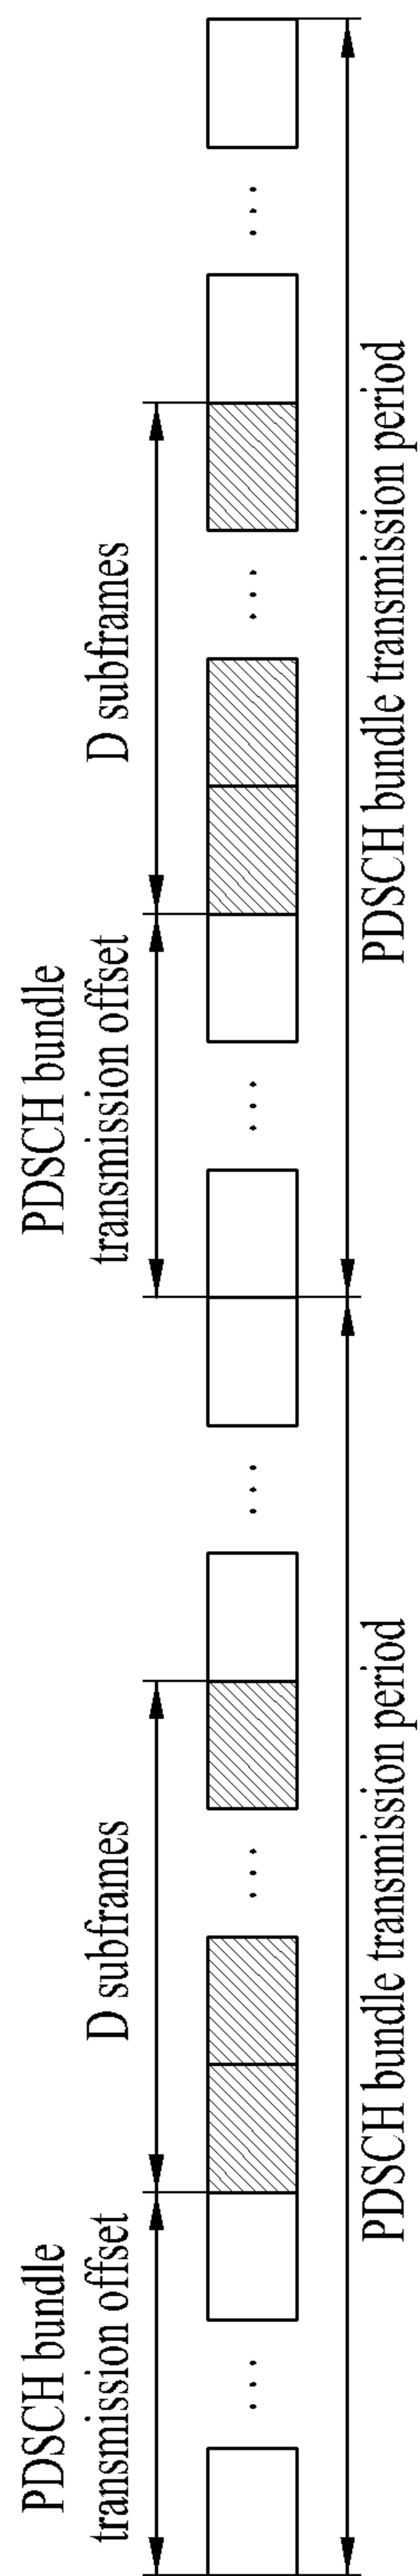 PDSCH bundle
transmission offset
D subframes
PDSCH bundle
transmission offset
D subframes
PDSCH bundle transmission period
PDSCH bundle transmission period